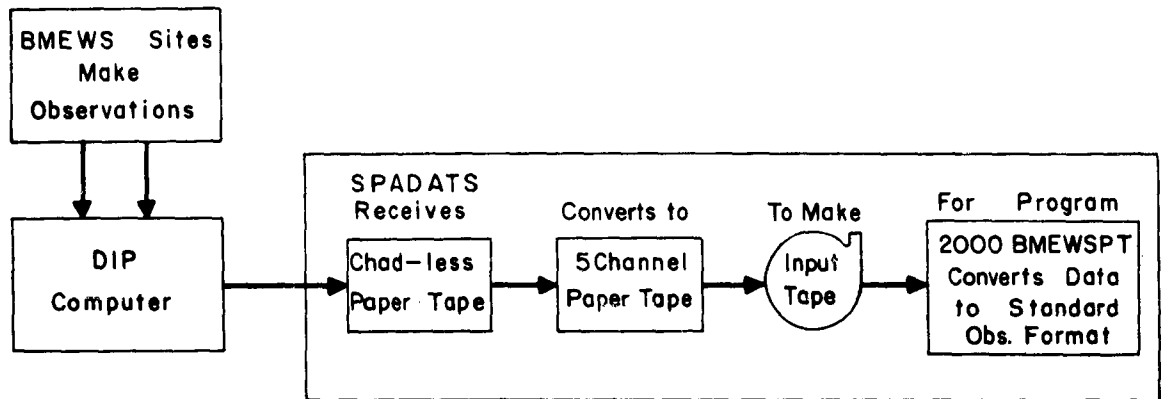 BMEWS Sites
Make
Observations
DIP
Computer
SPADATS
Receives
Chad-less
Paper Tape
Converts to
5 Channel
Paper Tape
To Make
Input
Tape
For Program
2000 BMEWSPT
Converts Data
to Standard
Obs. Format